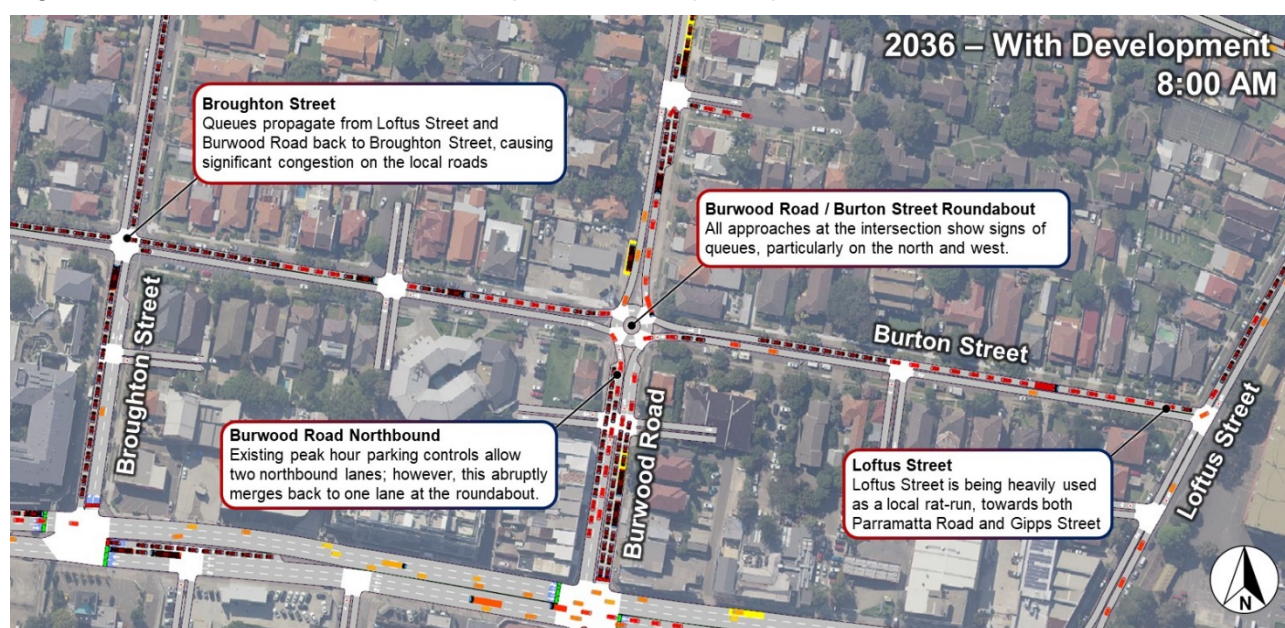 2036 – With Development
8:00 AM
Broughton Street
Queues propagate from Loftus Street and
Burwood Road back to Broughton Street, causing
significant congestion on the local roads
Burwood Road / Burton Street Roundabout
All approaches at the intersection show signs of
queues, particularly on the north and west.
Burton Street
Broughton Street
Burwood Road Northbound
Existing peak hour parking controls allow
two northbound lanes; however, this abruptly
merges back to one lane at the roundabout.
Burwood Road
Loftus Street
Loftus Street is being heavily used
as a local rat-run, towards both
Parramatta Road and Gipps Street
Loftus Street
N